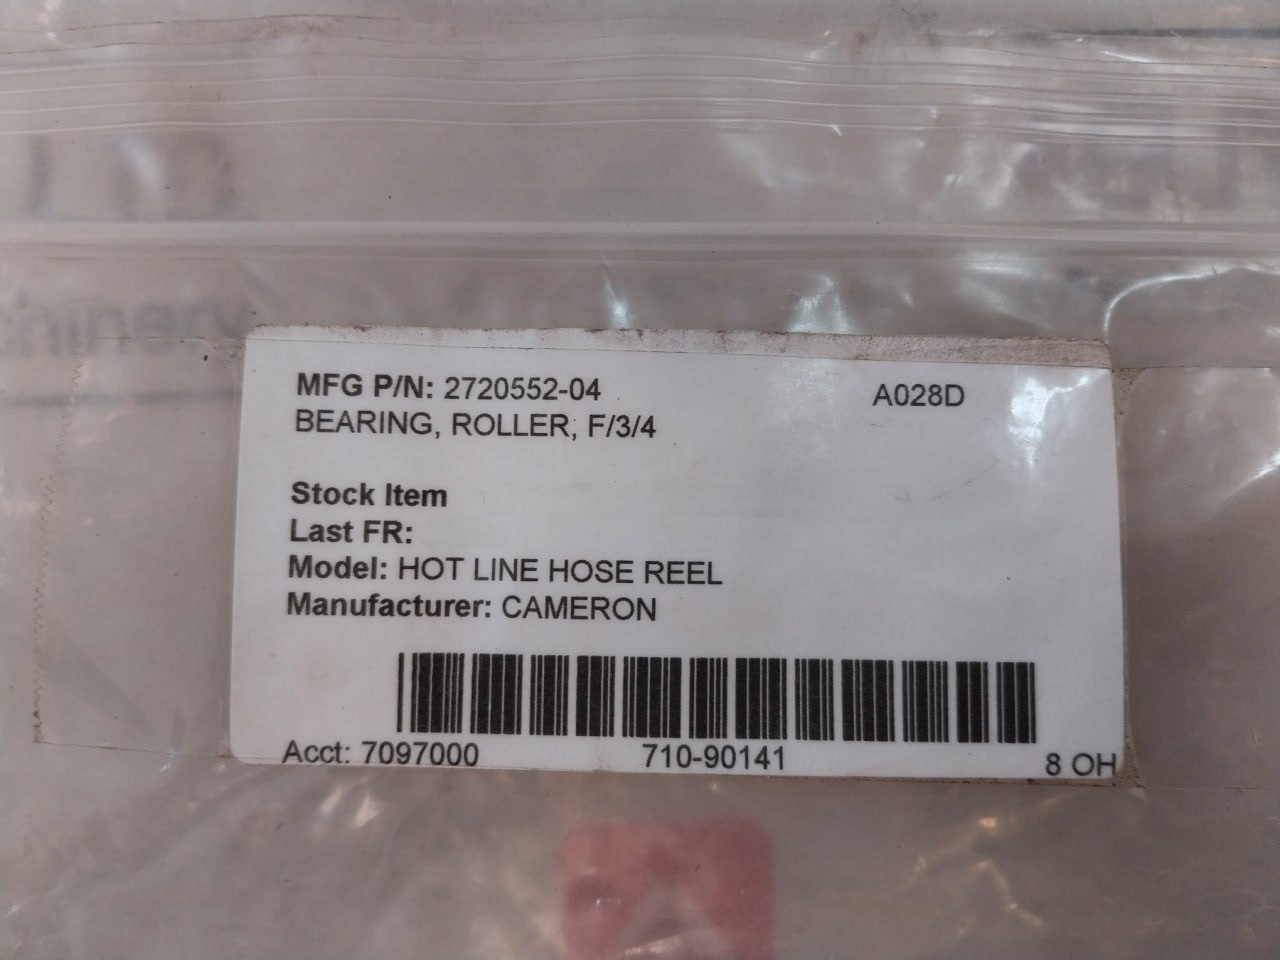 chinery
MFG P/N: 2720552-04 A028D
BEARING, ROLLER, F/3/4
Stock Item
Last FR:
Model: HOT LINE HOSE REEL
Manufacturer: CAMERON
Acct: 7097000 710-90141 8 OH